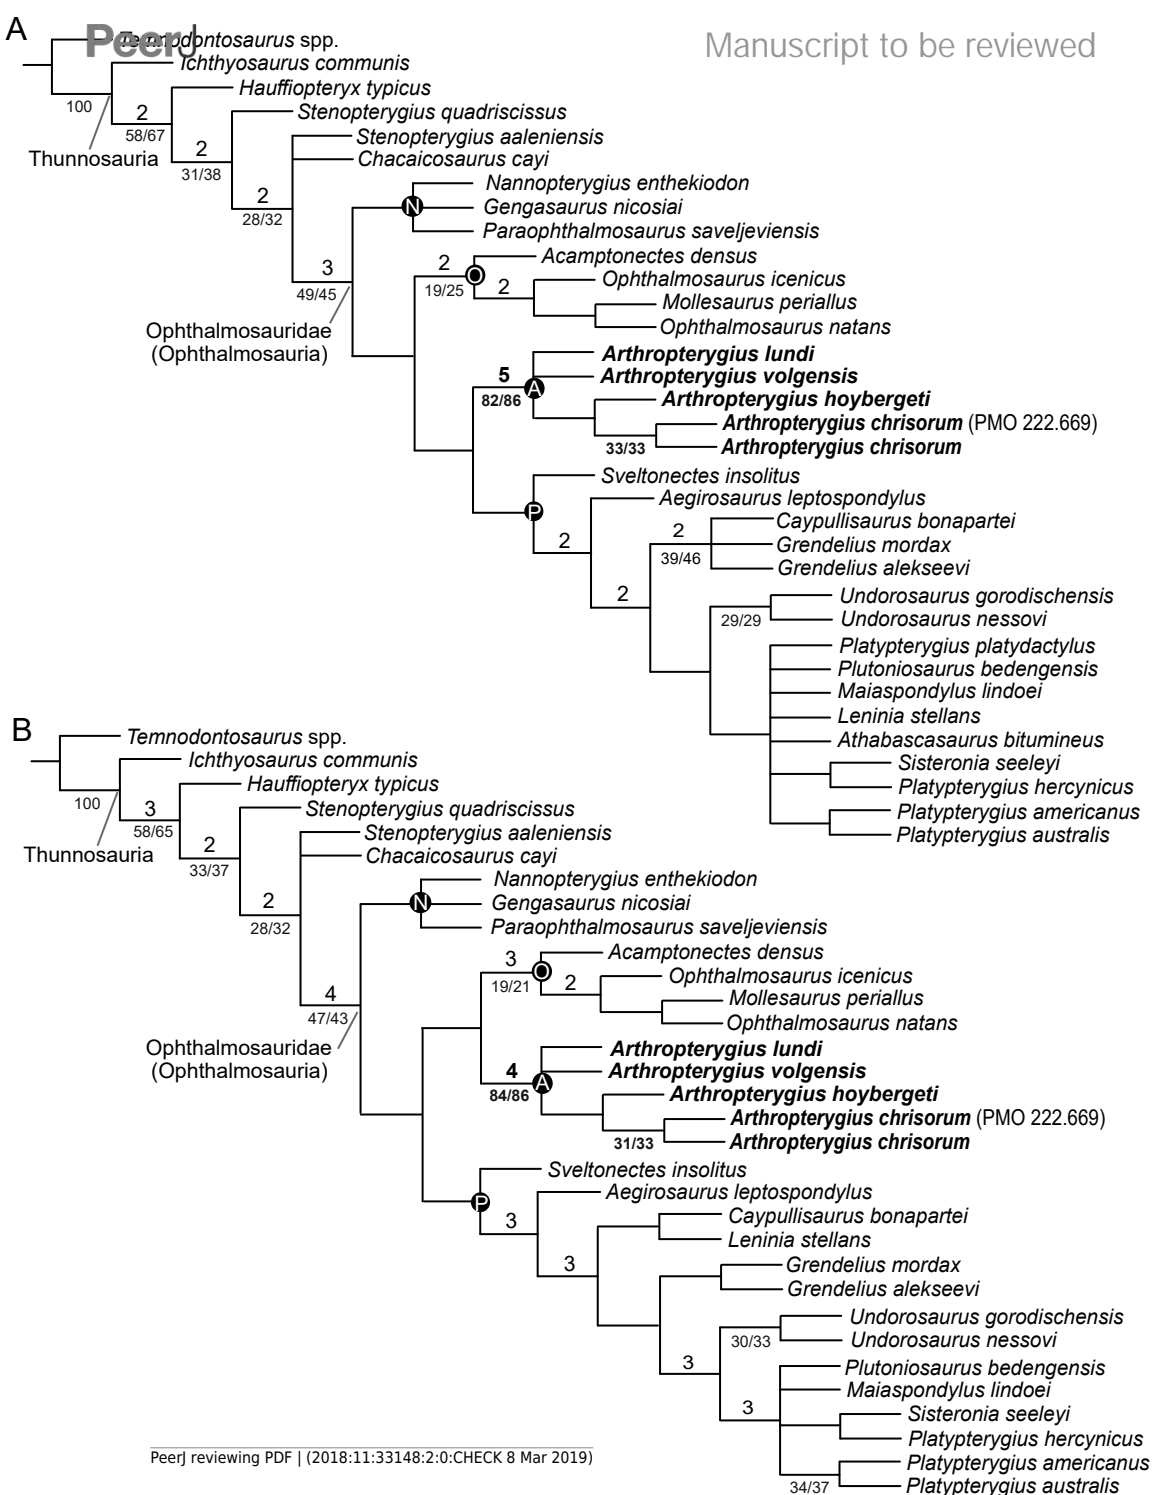 A
PeerJ
Manuscript to be reviewed
Temnodontosaurus spp.
Ichthyosaurus communis
100
Hauffiopteryx typicus
2
58/67
Stenopterygius quadriscissus
Thunnosauria
2
31/38
Stenopterygius aaleniensis
Chacaicosaurus cayi
2
28/32
Nannopterygius enthekiodon
N
Gengasaurus nicosiai
Paraophthalmosaurus saveljeviensis
3
49/45
Ophthalmosauridae
(Ophthalmosauria)
2
19/25
O
Acamptonectes densus
2
Ophthalmosaurus icenicus
Mollesaurus periallus
Ophthalmosaurus natans
5
82/86
A
Arthropterygius lundi
Arthropterygius volgensis
Arthropterygius hoybergeti
33/33
Arthropterygius chrisorum (PMO 222.669)
Arthropterygius chrisorum
P
Sveltonectes insolitus
2
Aegirosaurus leptospondylus
2
39/46
Caypullisaurus bonapartei
Grendelius mordax
Grendelius alekseevi
2
29/29
Undorosaurus gorodischensis
Undorosaurus nessovi
Platypterygius platydactylus
Plutoniosaurus bedengensis
Maiaspondylus lindoei
Leninia stellans
Athabascasaurus bitumineus
Sisteronia seeleyi
Platypterygius hercynicus
Platypterygius americanus
Platypterygius australis
B
Temnodontosaurus spp.
Ichthyosaurus communis
100
Hauffiopteryx typicus
3
58/65
Stenopterygius quadriscissus
Thunnosauria
2
33/37
Stenopterygius aaleniensis
Chacaicosaurus cayi
2
28/32
Nannopterygius enthekiodon
N
Gengasaurus nicosiai
Paraophthalmosaurus saveljeviensis
4
47/43
Ophthalmosauridae
(Ophthalmosauria)
3
19/21
O
Acamptonectes densus
2
Ophthalmosaurus icenicus
Mollesaurus periallus
Ophthalmosaurus natans
4
84/86
A
Arthropterygius lundi
Arthropterygius volgensis
Arthropterygius hoybergeti
31/33
Arthropterygius chrisorum (PMO 222.669)
Arthropterygius chrisorum
P
Sveltonectes insolitus
3
Aegirosaurus leptospondylus
3
Caypullisaurus bonapartei
Leninia stellans
Grendelius mordax
Grendelius alekseevi
3
30/33
Undorosaurus gorodischensis
Undorosaurus nessovi
3
Plutoniosaurus bedengensis
Maiaspondylus lindoei
Sisteronia seeleyi
Platypterygius hercynicus
34/37
Platypterygius americanus
Platypterygius australis
PeerJ reviewing PDF | (2018:11:33148:2:0:CHECK 8 Mar 2019)